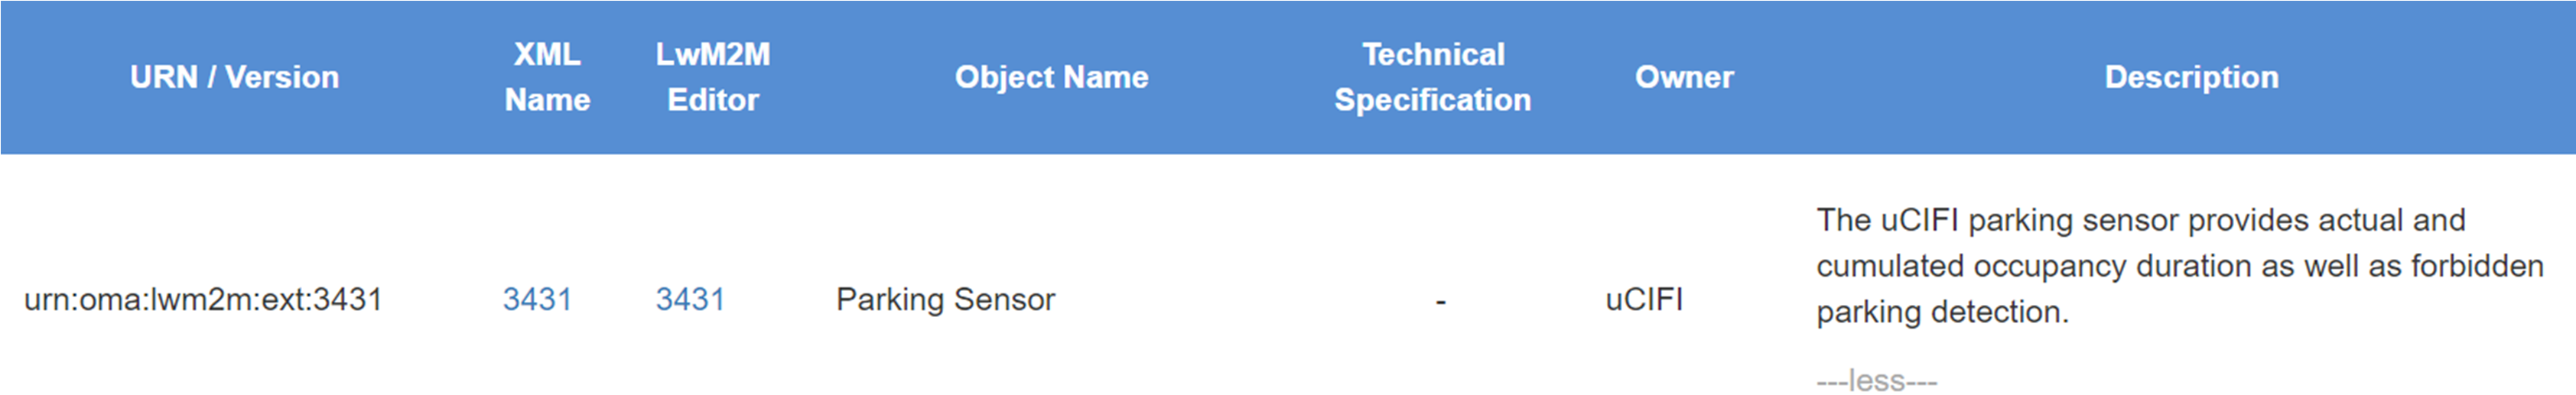 URN / Version
XML
Name
LwM2M
Editor
Object Name
Technical
Specification
Owner
Description
urn:oma:lwm2m:ext:3431
3431
3431
Parking Sensor
-
uCIFI
The uCIFI parking sensor provides actual and
cumulated occupancy duration as well as forbidden
parking detection.
---less---